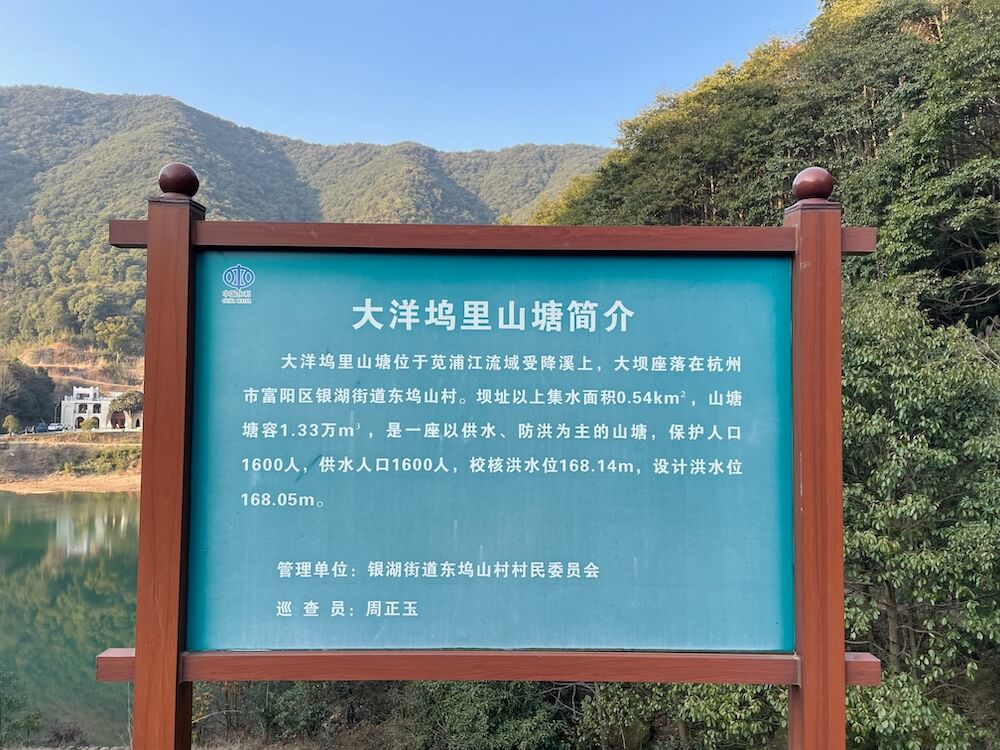 中国水利
CHINA WATER
大洋坞里山塘简介
大洋坞里山塘位于苋浦江流域受降溪上，大坝座落在杭州
市富阳区银湖街道东坞山村。坝址以上集水面积0.54km²，山塘
塘容1.33万m³，是一座以供水、防洪为主的山塘，保护人口
1600人，供水人口1600人，校核洪水位168.14m，设计洪水位
168.05m。
管理单位：银湖街道东坞山村村民委员会
巡 查 员：周正玉